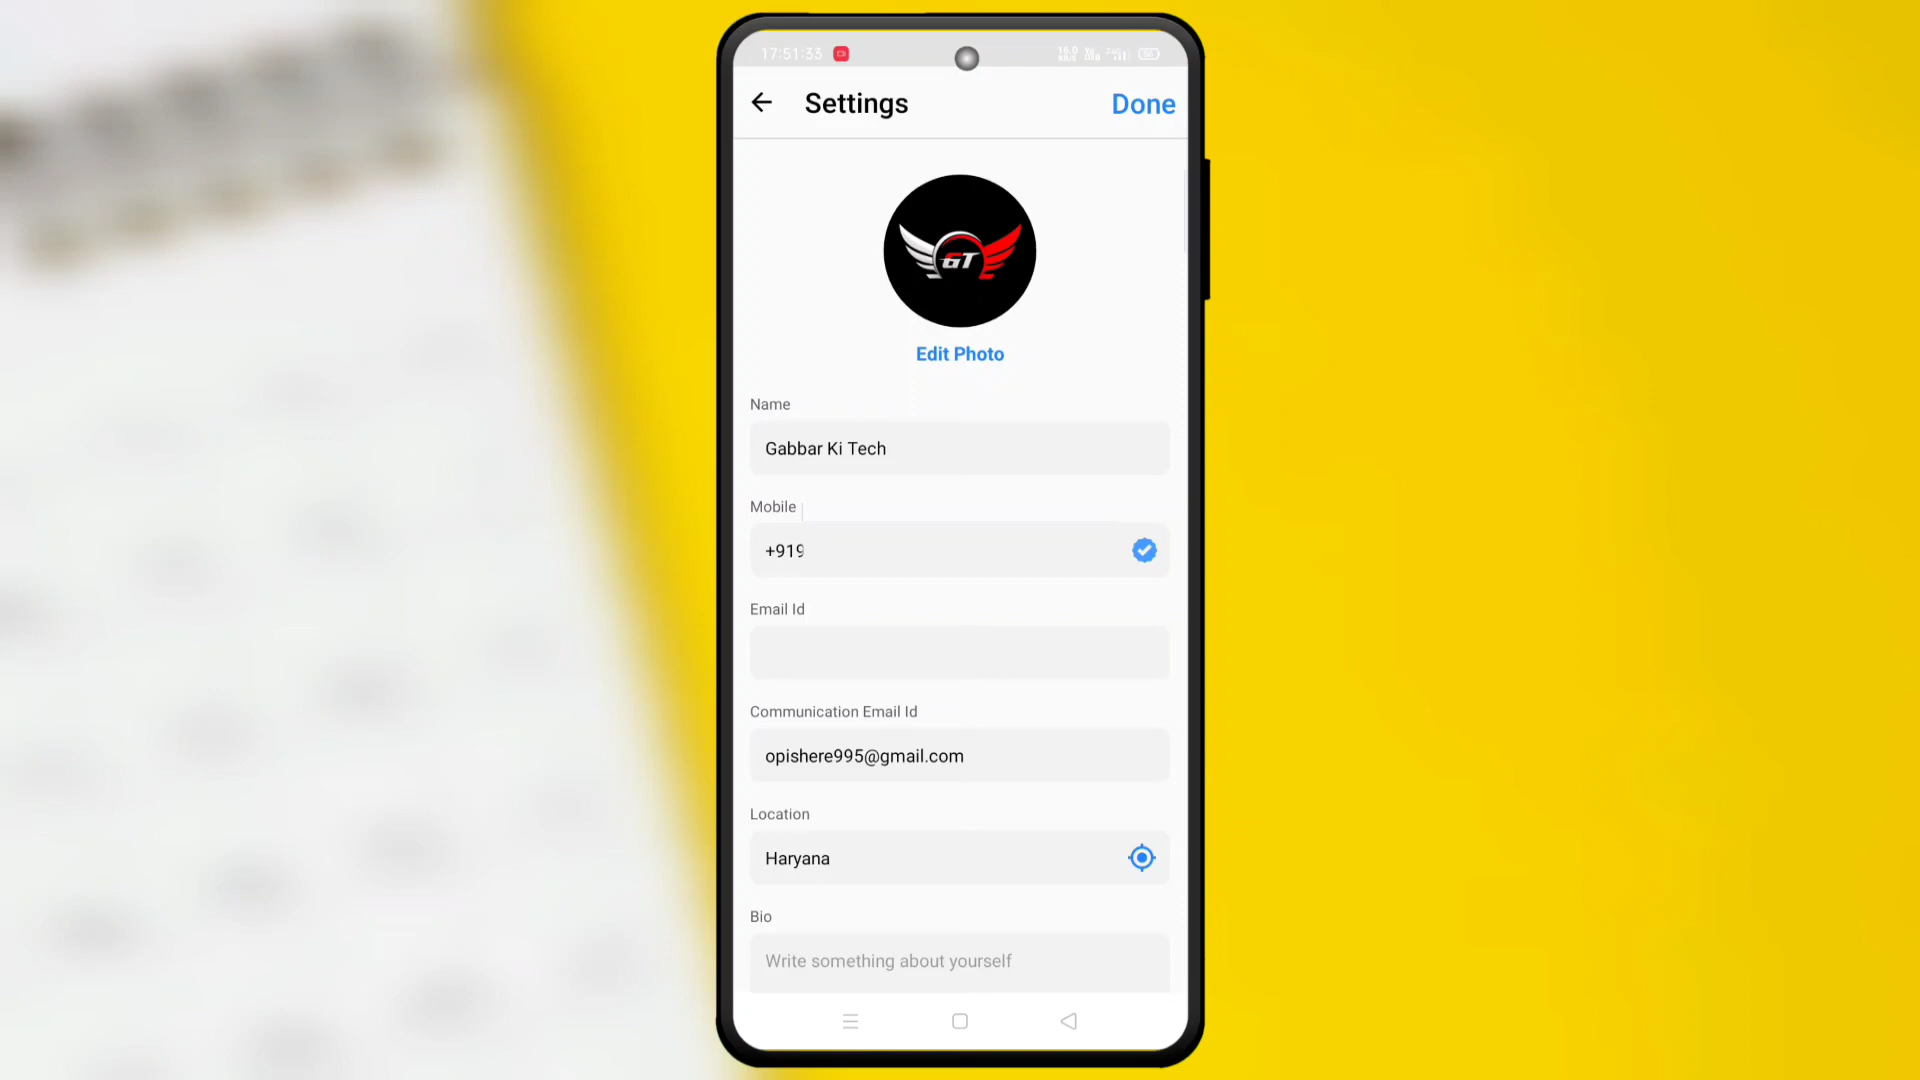 17:51:33
Settings
Done
GT
Edit Photo
Name
Gabbar Ki Tech
Mobile
+919
Email Id
Communication Email Id
opishere995@gmail.com
Location
Haryana
Bio
Write something about yourself